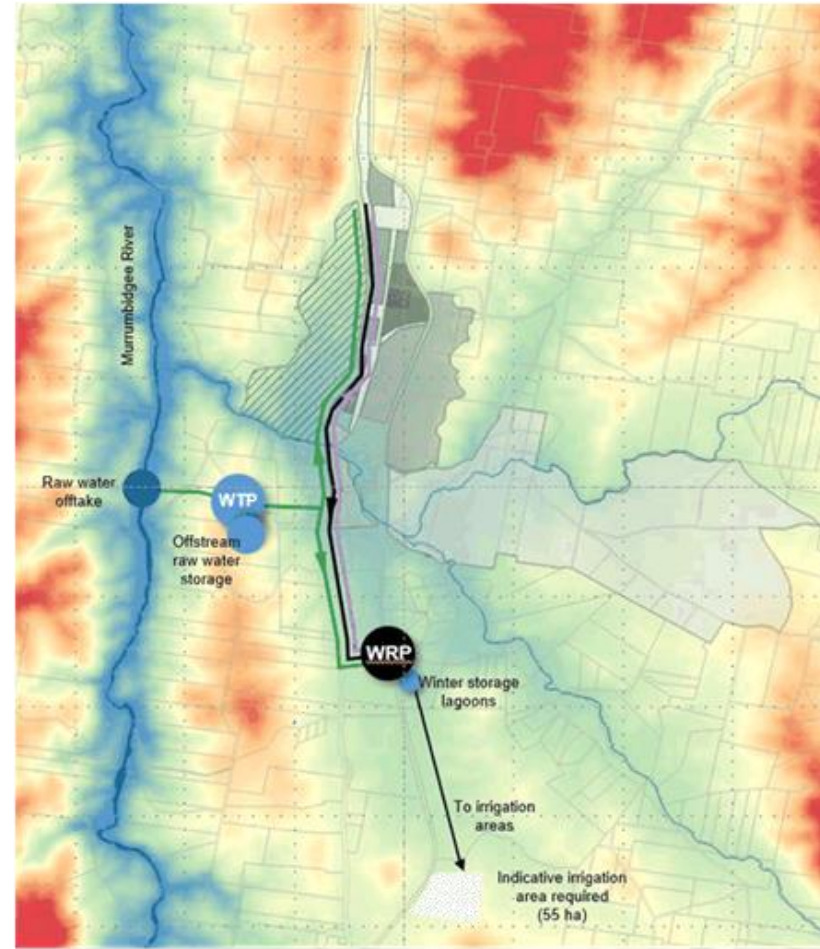 Murrumbidgee River
Raw water
offtake
WTP
Offstream
raw water
storage
WRP
Winter storage
lagoons
To irrigation
areas
Indicative irrigation
area required
(55 ha)